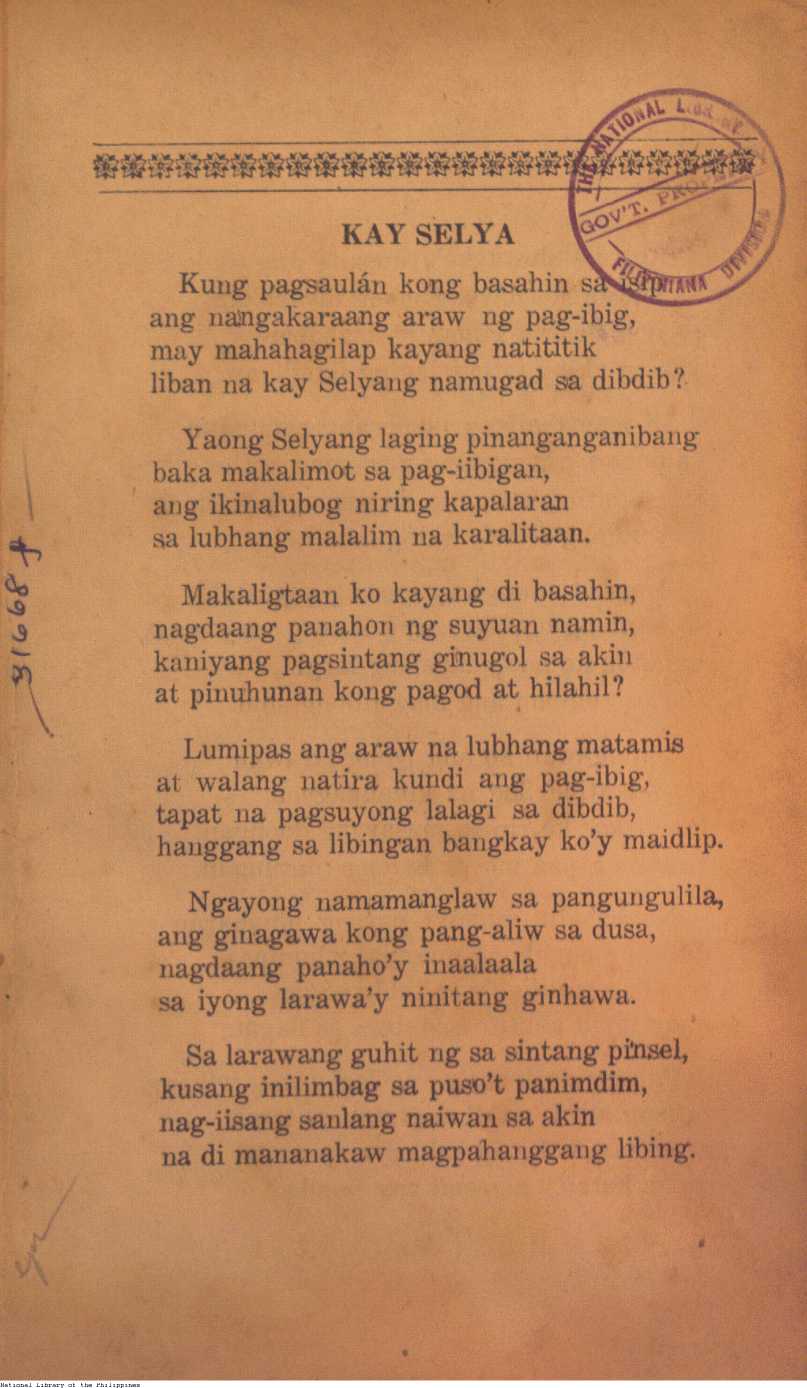 THE NATIONAL
GOV'T.
FILIPINIANA DIVISION
KAY SELYA
Kung pagsaulán kong basahin sa isip
ang nangakaraang araw ng pag-ibig,
may mahahagilap kayang natititik
liban na kay Selyang namugad sa dibdib?
Yaong Selyang laging pinanganganibang
baka makalimot sa pag-iibigan,
ang ikinalubog niring kapalaran
sa lubhang malalim na karalitaan.
Makaligtaan ko kayang di basahin,
nagdaang panahon ng suyuan namin,
kaniyang pagsintang ginugol sa akin
at pinuhunan kong pagod at hilahil?
Lumipas ang araw na lubhang matamis
at walang natira kundi ang pag-ibig,
tapat na pagsuyong lalagi sa dibdib,
hanggang sa libingan bangkay ko'y maidlip.
Ngayong namamanglaw sa pangungulila,
ang ginagawa kong pang-aliw sa dusa,
nagdaang panaho'y inaalaala
sa iyong larawa'y ninitang ginhawa.
Sa larawang guhit ng sa sintang pinsel,
kusang inilimbag sa puso't panimdim,
nag-iisang sanlang naiwan sa akin
na di mananakaw magpahanggang libing.
31668
National Library of the Philippines